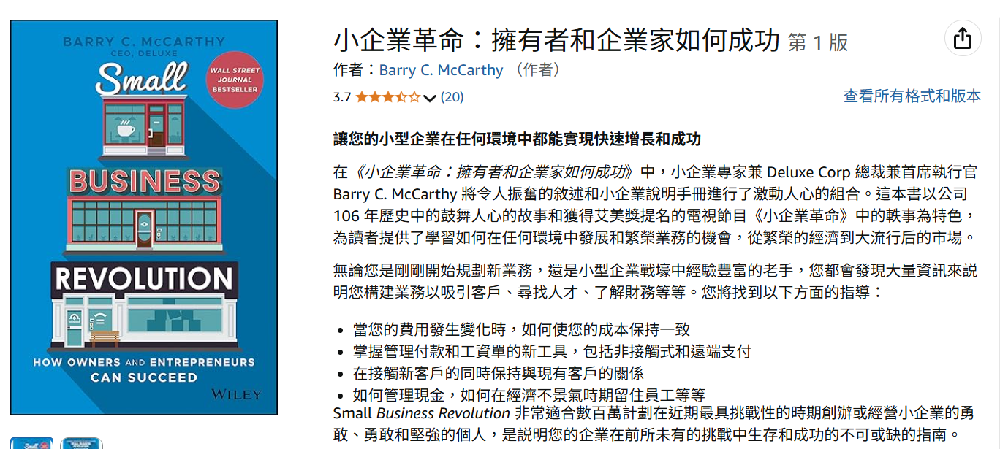 BARRY C. McCARTHY
CEO, DELUXE
Small
WALL STREET
JOURNAL
BESTSELLER
BUSINESS
REVOLUTION
HOW OWNERS AND ENTREPRENEURS
CAN SUCCEED
WILEY
小企業革命：擁有者和企業家如何成功 第 1 版
作者：Barry C. McCarthy （作者）
3.7 (20)
查看所有格式和版本
讓您的小型企業在任何環境中都能實現快速增長和成功
在《小企業革命：擁有者和企業家如何成功》中，小企業專家兼 Deluxe Corp 總裁兼首席執行官
Barry C. McCarthy 將令人振奮的敘述和小企業說明手冊進行了激動人心的組合。這本書以公司
106 年歷史中的鼓舞人心的故事和獲得艾美獎提名的電視節目《小企業革命》中的軼事為特色，
為讀者提供了學習如何在任何環境中發展和繁榮業務的機會，從繁榮的經濟到大流行后的市場。
無論您是剛剛開始規劃新業務，還是小型企業戰壕中經驗豐富的老手，您都會發現大量資訊來説
明您構建業務以吸引客戶、尋找人才、了解財務等等。您將找到以下方面的指導：
• 當您的費用發生變化時，如何使您的成本保持一致
• 掌握管理付款和工資單的新工具，包括非接觸式和遠端支付
• 在接觸新客戶的同時保持與現有客戶的關係
• 如何管理現金，如何在經濟不景氣時期留住員工等等
Small Business Revolution 非常適合數百萬計劃在近期最具挑戰性的時期創辦或經營小企業的勇
敢、勇敢和堅強的個人，是説明您的企業在前所未有的挑戰中生存和成功的不可或缺的指南。